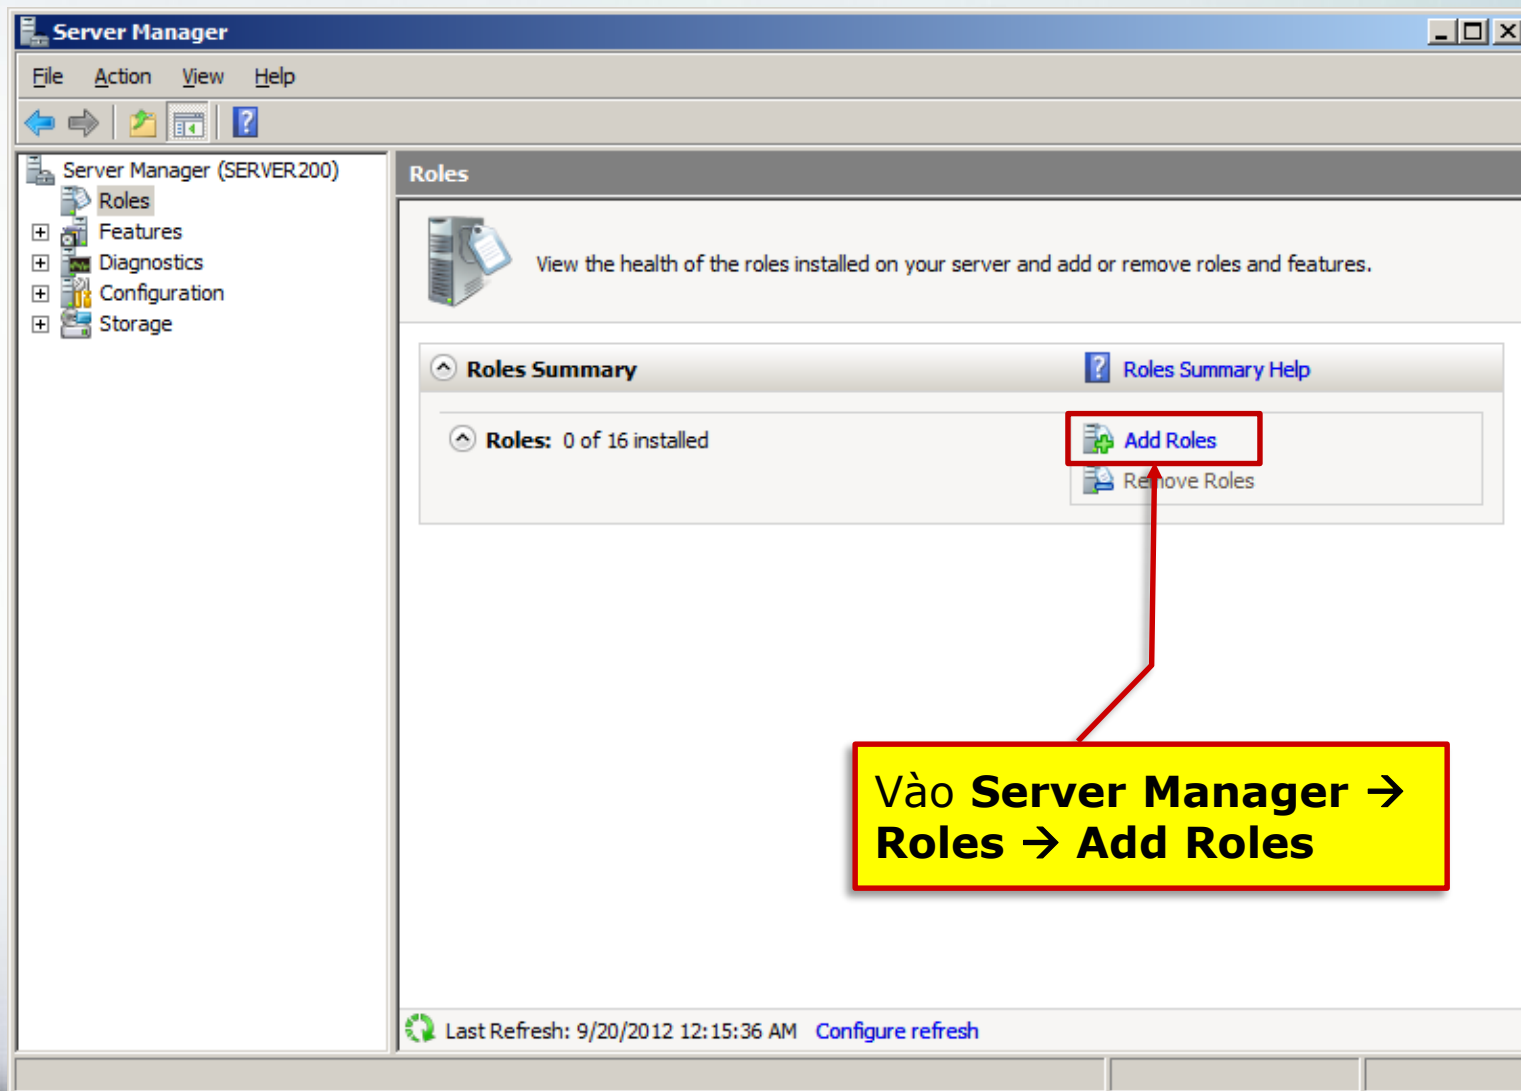 Server Manager
File Action View Help
Server Manager (SERVER200)
Roles
Features
Diagnostics
Configuration
Storage
Roles
View the health of the roles installed on your server and add or remove roles and features.
Roles Summary
Roles Summary Help
Roles: 0 of 16 installed
Add Roles
Remove Roles
Vào Server Manager →
Roles → Add Roles
Last Refresh: 9/20/2012 12:15:36 AM Configure refresh